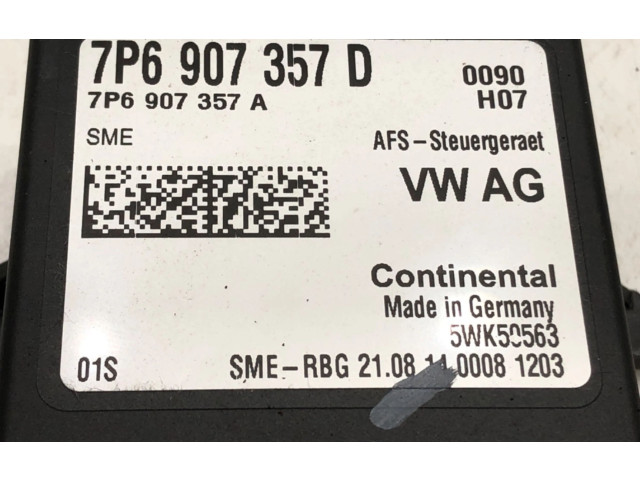 7P6 907 357 D
7P6 907 357 A
0090
H07
SME
AFS-Steuergeraet
VW AG
Continental
Made in Germany
5WK50563
01S
SME-RBG 21.08.11 0008 1203